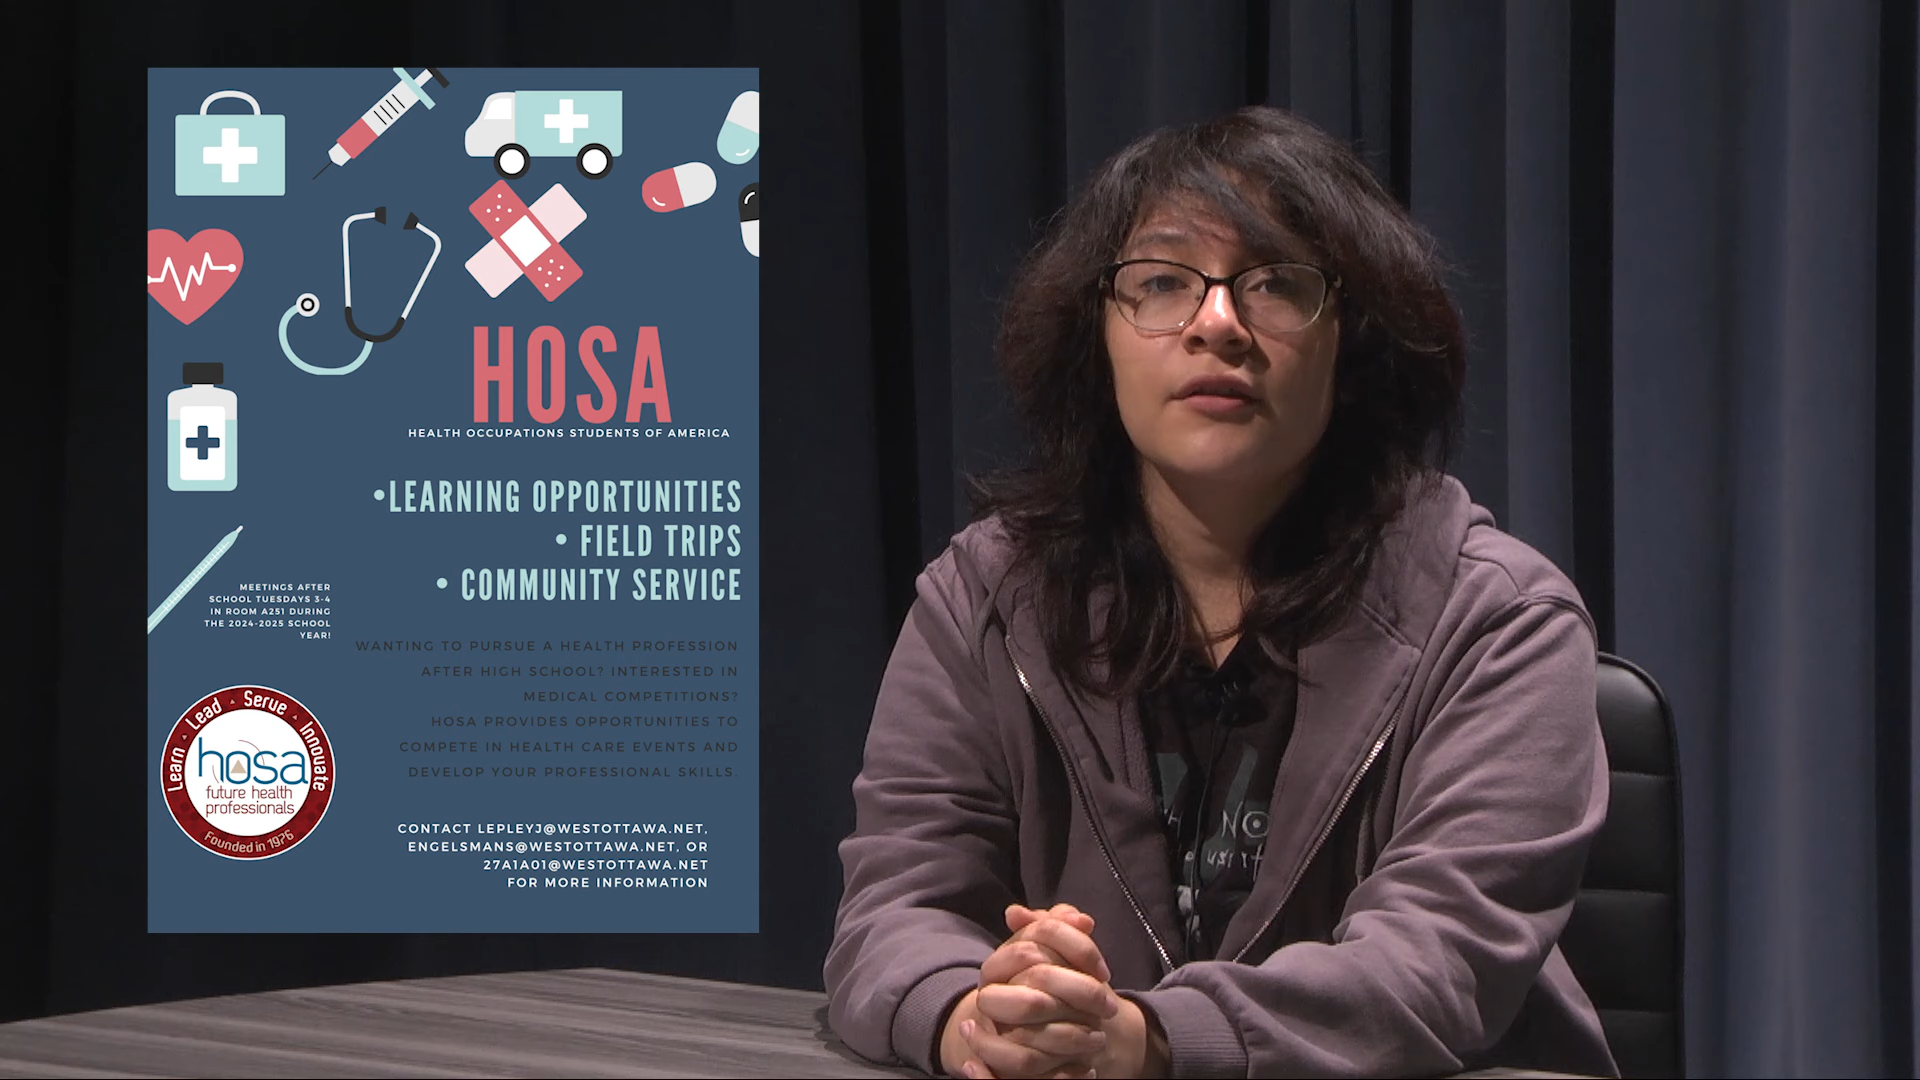 HOSA
HEALTH OCCUPATIONS STUDENTS OF AMERICA
•LEARNING OPPORTUNITIES
• FIELD TRIPS
• COMMUNITY SERVICE
MEETINGS AFTER
SCHOOL TUESDAYS 3-4
IN ROOM A251 DURING
THE 2024-2025 SCHOOL
YEAR!
WANTING TO PURSUE A HEALTH PROFESSION
AFTER HIGH SCHOOL? INTERESTED IN
MEDICAL COMPETITIONS?
HOSA PROVIDES OPPORTUNITIES TO
COMPETE IN HEALTH CARE EVENTS AND
DEVELOP YOUR PROFESSIONAL SKILLS.
Learn Lead Serve Innovate
hosa
future health
professionals
Founded in 1976
CONTACT LEPLEYJ@WESTOTTAWA.NET,
ENGELSMANS@WESTOTTAWA.NET, OR
27A1A01@WESTOTTAWA.NET
FOR MORE INFORMATION